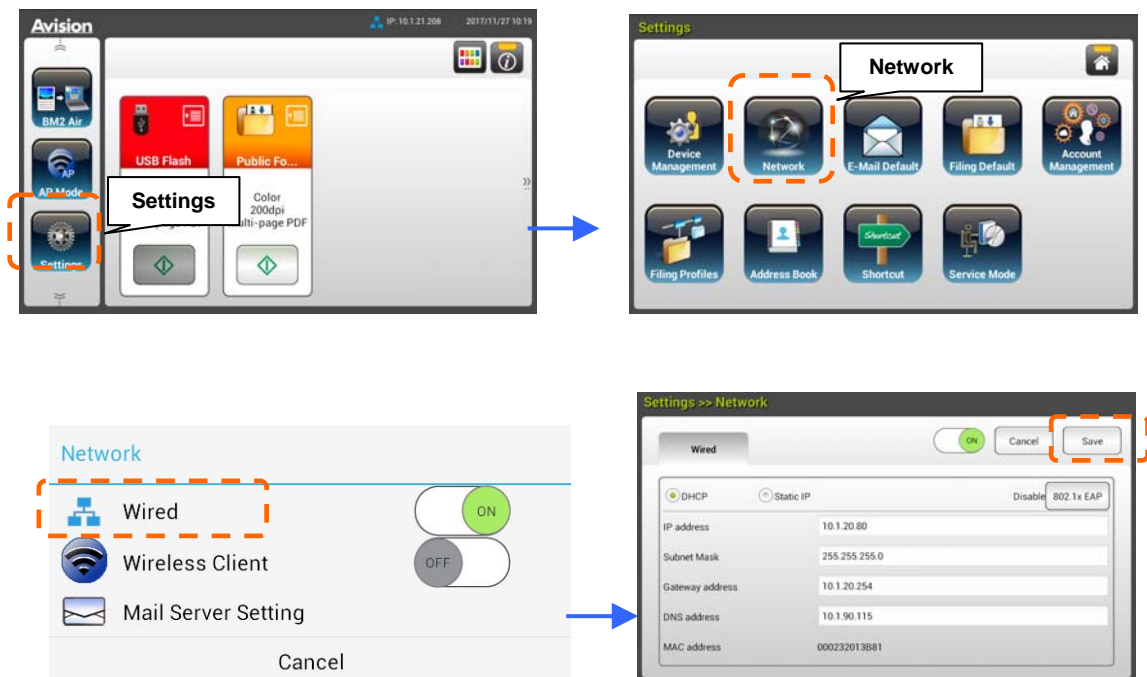 Avision
IP: 10.1.21.208
2017/11/27 10:19
BM2 Air
AP Mode
Settings
USB Flash
Public Fo...
Color
200dpi
Multi-page PDF
Settings
Settings
Network
Device
Management
Network
E-Mail Default
Filing Default
Account
Management
Filing Profiles
Address Book
Shortcut
Shortcut
Service Mode
Network
Wired
ON
Wireless Client
OFF
Mail Server Setting
Cancel
Settings >> Network
Wired
ON
Cancel
Save
DHCP
Static IP
Disable
802.1x EAP
IP address
10.1.20.80
Subnet Mask
255.255.255.0
Gateway address
10.1.20.254
DNS address
10.1.90.115
MAC address
000232013B81